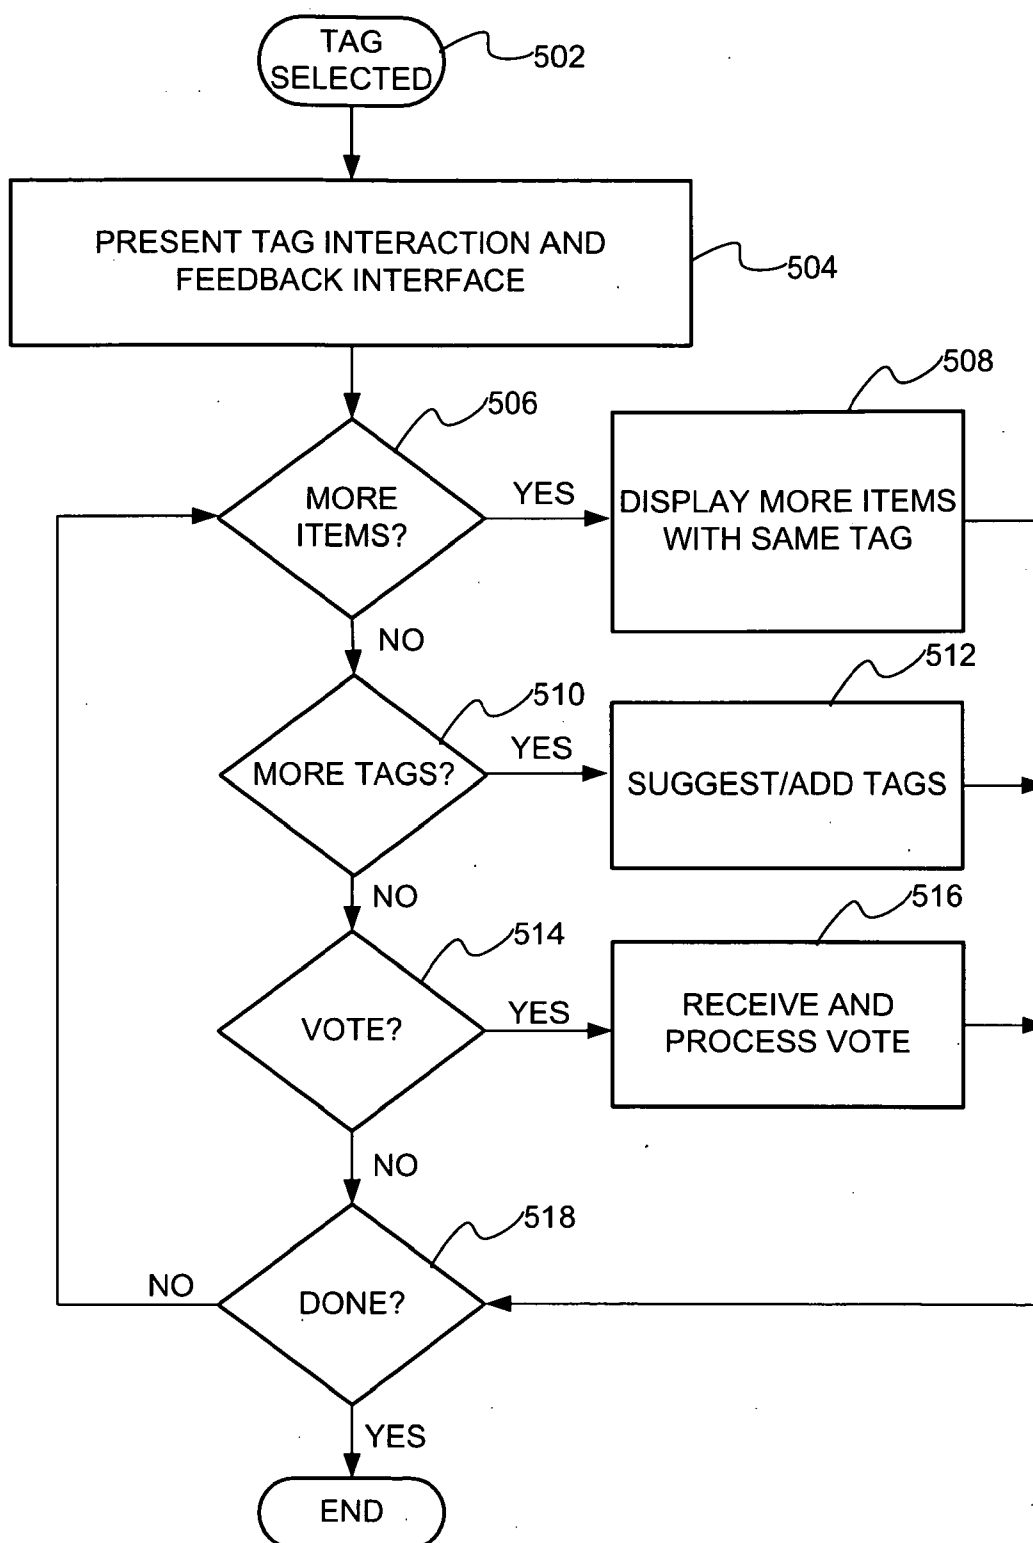 TAG
SELECTED
502
PRESENT TAG INTERACTION AND
FEEDBACK INTERFACE
504
506
MORE
ITEMS?
YES
508
DISPLAY MORE ITEMS
WITH SAME TAG
NO
510
MORE TAGS?
YES
512
SUGGEST/ADD TAGS
NO
514
VOTE?
YES
516
RECEIVE AND
PROCESS VOTE
NO
518
DONE?
NO
YES
END